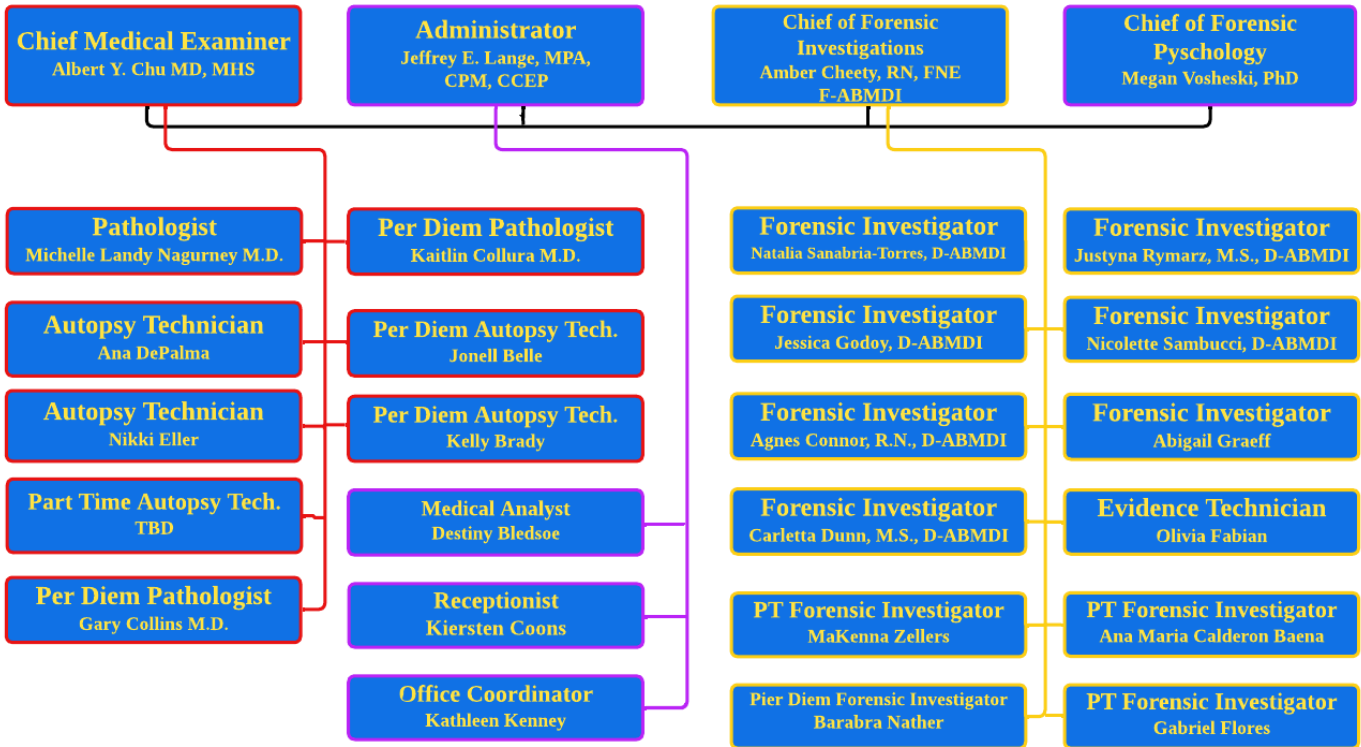 Chief Medical Examiner
Albert Y. Chu MD, MHS
Administrator
Jeffrey E. Lange, MPA,
CPM, CCEP
Chief of Forensic
Investigations
Amber Cheety, RN, FNE
F-ABMDI
Chief of Forensic
Pyschology
Megan Vosheski, PhD
Pathologist
Michelle Landy Nagurney M.D.
Per Diem Pathologist
Kaitlin Collura M.D.
Autopsy Technician
Ana DePalma
Per Diem Autopsy Tech.
Jonell Belle
Autopsy Technician
Nikki Eller
Per Diem Autopsy Tech.
Kelly Brady
Part Time Autopsy Tech.
TBD
Per Diem Pathologist
Gary Collins M.D.
Medical Analyst
Destiny Bledsoe
Receptionist
Kiersten Coons
Office Coordinator
Kathleen Kenney
Forensic Investigator
Natalia Sanabria-Torres, D-ABMDI
Forensic Investigator
Justyna Rymarz, M.S., D-ABMDI
Forensic Investigator
Jessica Godoy, D-ABMDI
Forensic Investigator
Nicolette Sambucci, D-ABMDI
Forensic Investigator
Agnes Connor, R.N., D-ABMDI
Forensic Investigator
Abigail Graeff
Forensic Investigator
Carletta Dunn, M.S., D-ABMDI
Evidence Technician
Olivia Fabian
PT Forensic Investigator
MaKenna Zellers
PT Forensic Investigator
Ana Maria Calderon Baena
Pier Diem Forensic Investigator
Barabra Nather
PT Forensic Investigator
Gabriel Flores